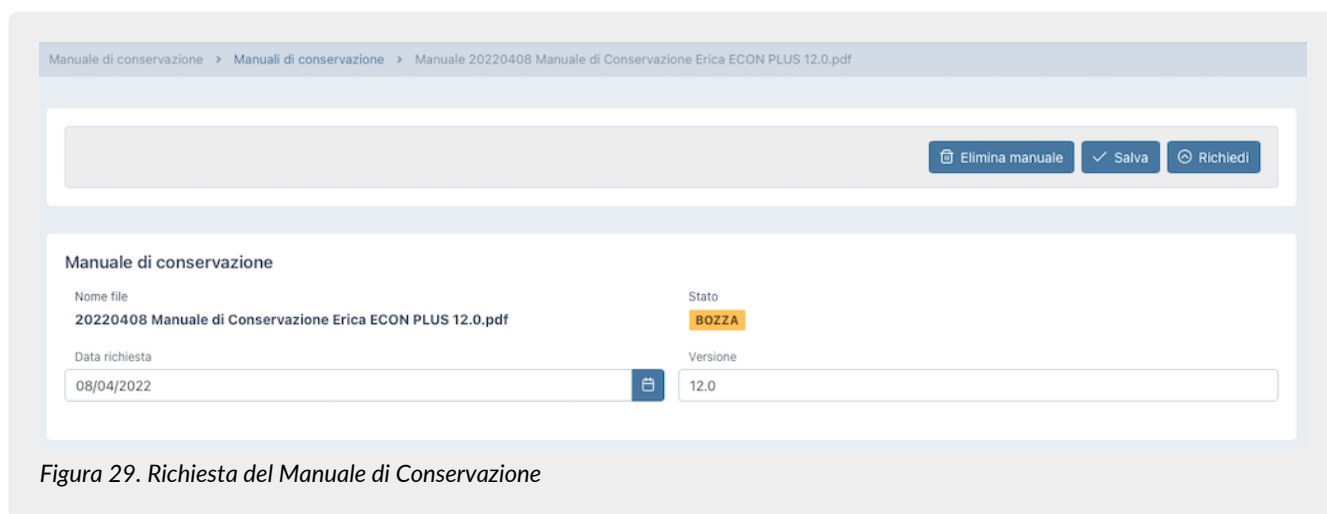 Manuale di conservazione > Manuali di conservazione > Manuale 20220408 Manuale di Conservazione Erica ECON PLUS 12.0.pdf
Elimina manuale Salva Richiedi
Manuale di conservazione
Nome file Stato
20220408 Manuale di Conservazione Erica ECON PLUS 12.0.pdf BOZZA
Data richiesta Versione
08/04/2022 12.0
Figura 29. Richiesta del Manuale di Conservazione